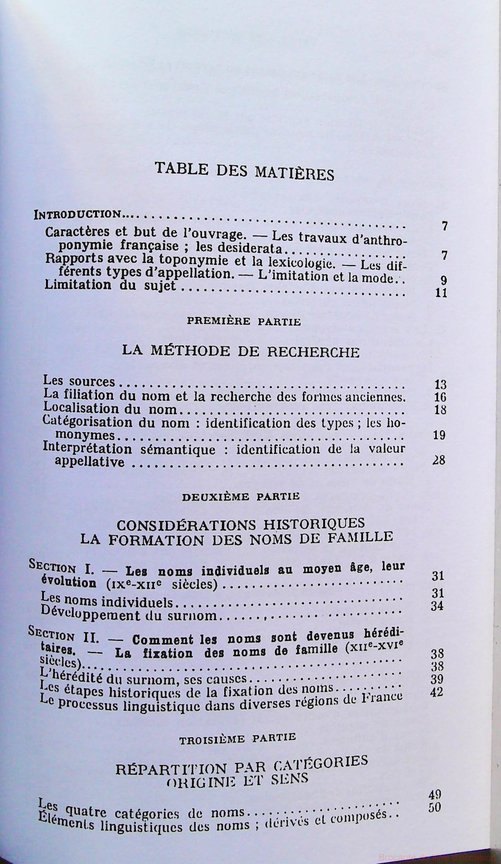 TABLE DES MATIÈRES
INTRODUCTION.... 7
Caractères et but de l'ouvrage. — Les travaux d'anthro-
ponymie française ; les desiderata.... 7
Rapports avec la toponymie et la lexicologie. — Les dif-
férents types d'appellation. — L'imitation et la mode.. 9
Limitation du sujet.... 11
PREMIÈRE PARTIE
LA MÉTHODE DE RECHERCHE
Les sources.... 13
La filiation du nom et la recherche des formes anciennes. 16
Localisation du nom.... 18
Catégorisation du nom : identification des types ; les ho-
monymes.... 19
Interprétation sémantique : identification de la valeur
appellative .... 28
DEUXIÈME PARTIE
CONSIDÉRATIONS HISTORIQUES
LA FORMATION DES NOMS DE FAMILLE
SECTION I. — Les noms individuels au moyen âge, leur
évolution (IXe-XIIe siècles).... 31
Les noms individuels.... 31
Développement du surnom.... 34
SECTION II. — Comment les noms sont devenus hérédi-
taires. — La fixation des noms de famille (XIIe-XVIe
siècles).... 38
L'hérédité du surnom, ses causes.... 38
Les étapes historiques de la fixation des noms.... 39
Le processus linguistique dans diverses régions de France 42
TROISIÈME PARTIE
RÉPARTITION PAR CATÉGORIES
ORIGINE ET SENS
Les quatre catégories de noms.... 49
Éléments linguistiques des noms ; dérivés et composés.. 50